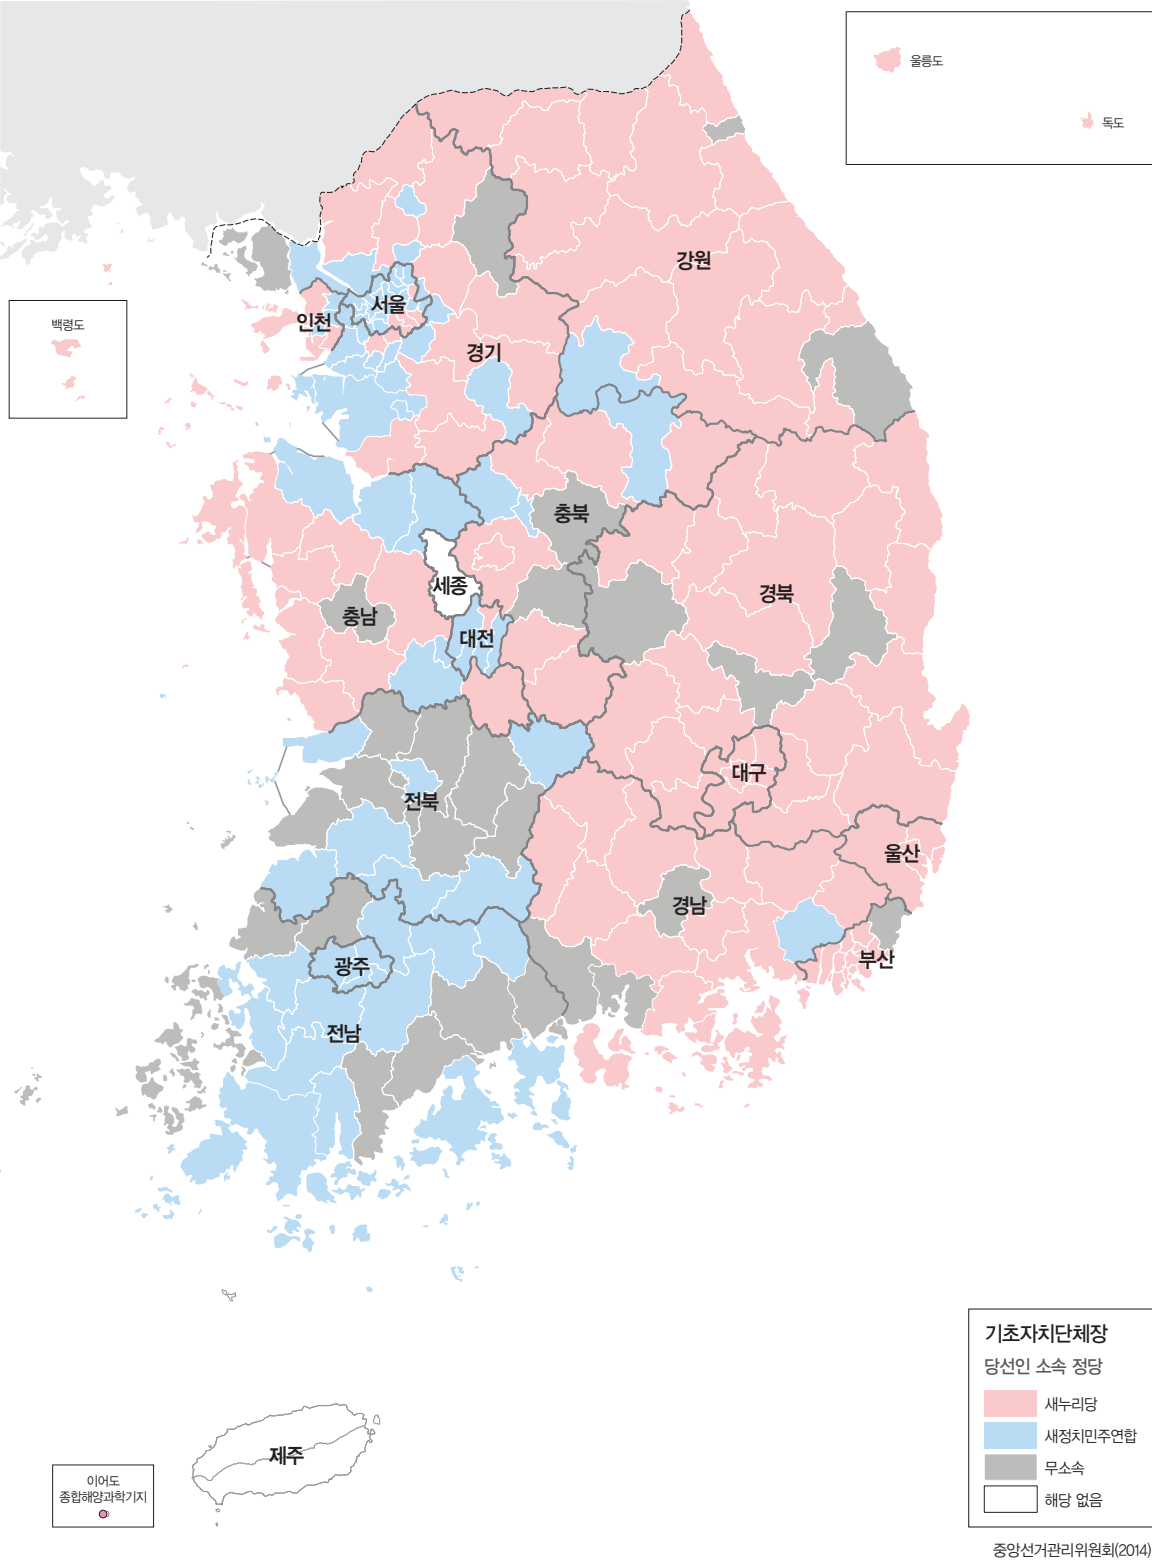 울릉도
독도
강원
백령도
서울
인천
경기
충북
세종
충남
대전
경북
대구
전북
울산
경남
부산
광주
전남
제주
이어도
종합해양과학기지
기초자치단체장
당선인 소속 정당
새누리당
새정치민주연합
무소속
해당 없음
중앙선거관리위원회(2014)